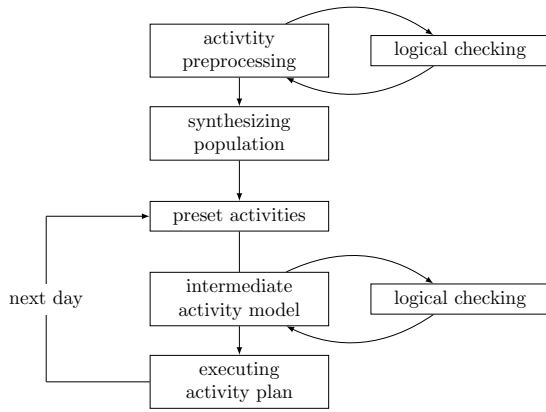 activtity
preprocessing
logical checking
synthesizing
population
preset activities
intermediate
activity model
next day
logical checking
executing
activity plan